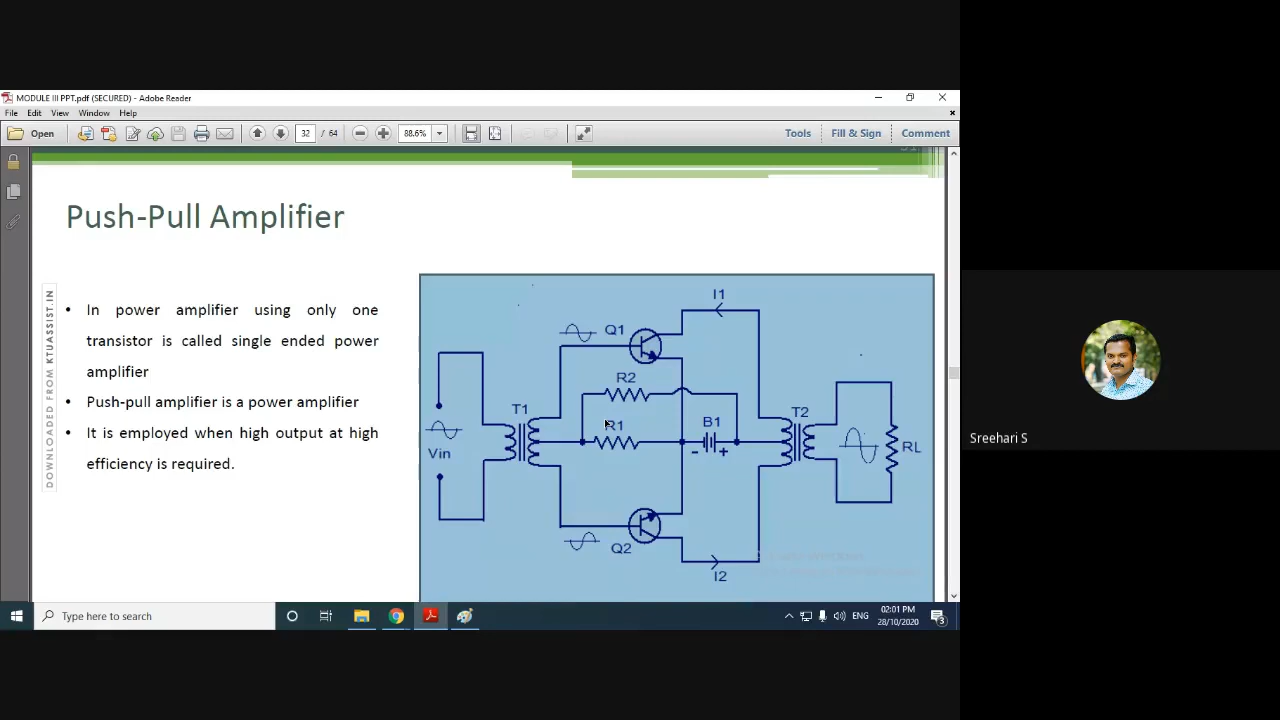 MODULE III PPT.pdf (SECURED) - Adobe Reader
File Edit View Window Help
Open 32 / 64 88.6% Tools Fill & Sign Comment
Push-Pull Amplifier
DOWNLOADED FROM KTUASSIST.IN
• In power amplifier using only one
transistor is called single ended power
amplifier
• Push-pull amplifier is a power amplifier
• It is employed when high output at high
efficiency is required.
I1
Q1
R2
T1
R1
B1
T2
Vin
- +
RL
Q2
I2
Sreehari S
Type here to search
ENG
02:01 PM
28/10/2020
3